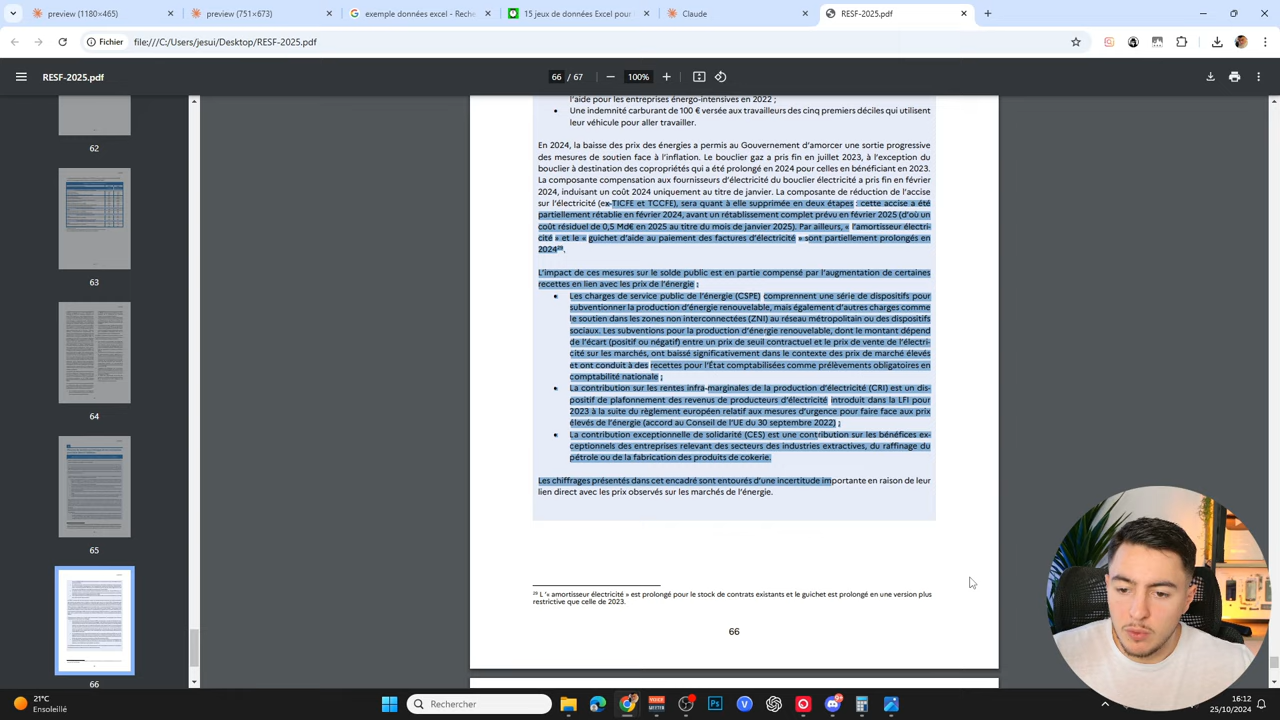 preview (1180×465)
preview (751×673)
exemple données excel - Reche
15 jeux de données Excel pour
Claude
RESF-2025.pdf
Fichier
file:///C:/Users/jesui/Desktop/RESF-2025.pdf
RESF-2025.pdf
66 / 67
100%
62
63
64
65
66
l'aide pour les entreprises énergo-intensives en 2022 ;
• Une indemnité carburant de 100 € versée aux travailleurs des cinq premiers déciles qui utilisent
leur véhicule pour aller travailler.
En 2024, la baisse des prix des énergies a permis au Gouvernement d'amorcer une sortie progressive
des mesures de soutien face à l'inflation. Le bouclier gaz a pris fin en juillet 2023, à l'exception du
bouclier à destination des copropriétés qui a été prolongé en 2024 pour celles en bénéficiant en 2023.
La composante compensation aux fournisseurs d'électricité du bouclier électricité a pris fin en février
2024, induisant un coût 2024 uniquement au titre de janvier. La composante de réduction de l'accise
sur l'électricité (ex-TICFE et TCCFE), sera quant à elle supprimée en deux étapes : cette accise a été
partiellement rétablie en février 2024, avant un rétablissement complet prévu en février 2025 (d'où un
coût résiduel de 0,5 Md€ en 2025 au titre du mois de janvier 2025). Par ailleurs, « l'amortisseur électri-
cité » et le « guichet d'aide au paiement des factures d'électricité » sont partiellement prolongés en
2024²⁹.
L'impact de ces mesures sur le solde public est en partie compensé par l'augmentation de certaines
recettes en lien avec les prix de l'énergie :
• Les charges de service public de l'énergie (CSPE) comprennent une série de dispositifs pour
subventionner la production d'énergie renouvelable, mais également d'autres charges comme
le soutien dans les zones non interconnectées (ZNI) au réseau métropolitain ou des dispositifs
sociaux. Les subventions pour la production d'énergie renouvelable, dont le montant dépend
de l'écart (positif ou négatif) entre un prix de seuil contractuel et le prix de vente de l'électri-
cité sur les marchés, ont baissé significativement dans le contexte des prix de marché élevés
et ont conduit à des recettes pour l'État comptabilisées comme prélèvements obligatoires en
comptabilité nationale ;
• La contribution sur les rentes infra-marginales de la production d'électricité (CRI) est un dis-
positif de plafonnement des revenus de producteurs d'électricité introduit dans la LFI pour
2023 à la suite du règlement européen relatif aux mesures d'urgence pour faire face aux prix
élevés de l'énergie (accord au Conseil de l'UE du 30 septembre 2022) ;
• La contribution exceptionnelle de solidarité (CES) est une contribution sur les bénéfices ex-
ceptionnels des entreprises relevant des secteurs des industries extractives, du raffinage du
pétrole ou de la fabrication des produits de cokerie.
Les chiffrages présentés dans cet encadré sont entourés d'une incertitude importante en raison de leur
lien direct avec les prix observés sur les marchés de l'énergie.
²⁹ L'« amortisseur électricité » est prolongé pour le stock de contrats existants et le guichet est prolongé en une version plus
restrictive que celle de 2023.
66
21°C
Ensoleillé
Rechercher
16:12
25/10/2024